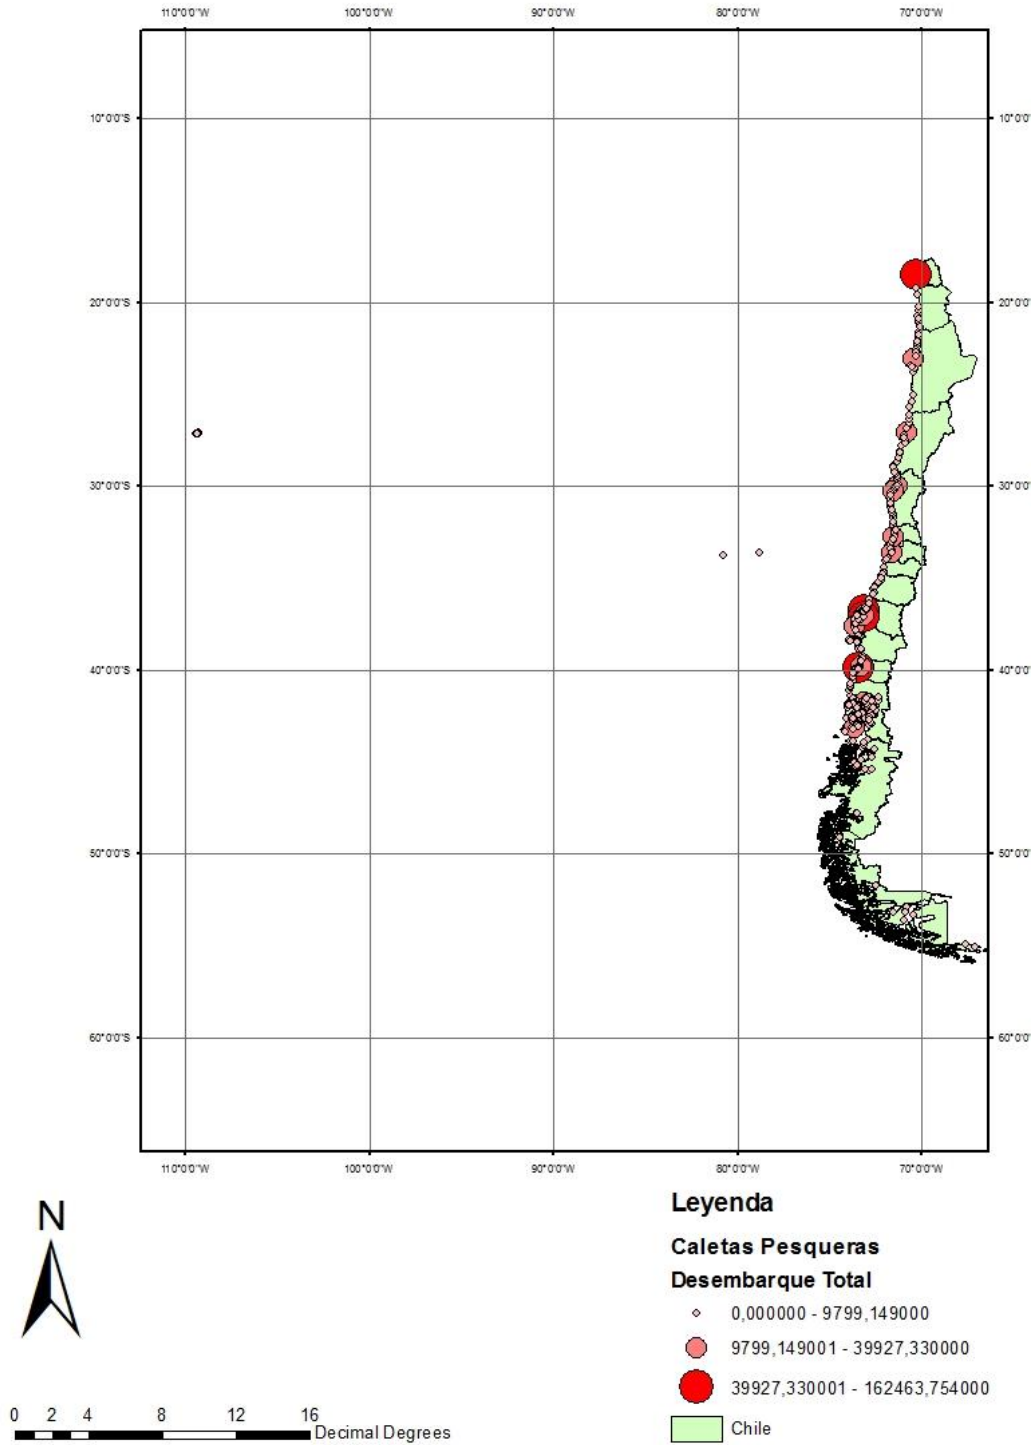 110°0'0"W 100°0'0"W 90°0'0"W 80°0'0"W 70°0'0"W
10°0'0"S 10°0'0
20°0'0"S 20°0'0
30°0'0"S 30°0'0
40°0'0"S 40°0'0
50°0'0"S 50°0'0
60°0'0"S 60°0'0
110°0'0"W 100°0'0"W 90°0'0"W 80°0'0"W 70°0'0"W
N
Leyenda
Caletas Pesqueras
Desembarque Total
0,000000 - 9799,149000
9799,149001 - 39927,330000
39927,330001 - 162463,754000
Chile
0 2 4 8 12 16
Decimal Degrees